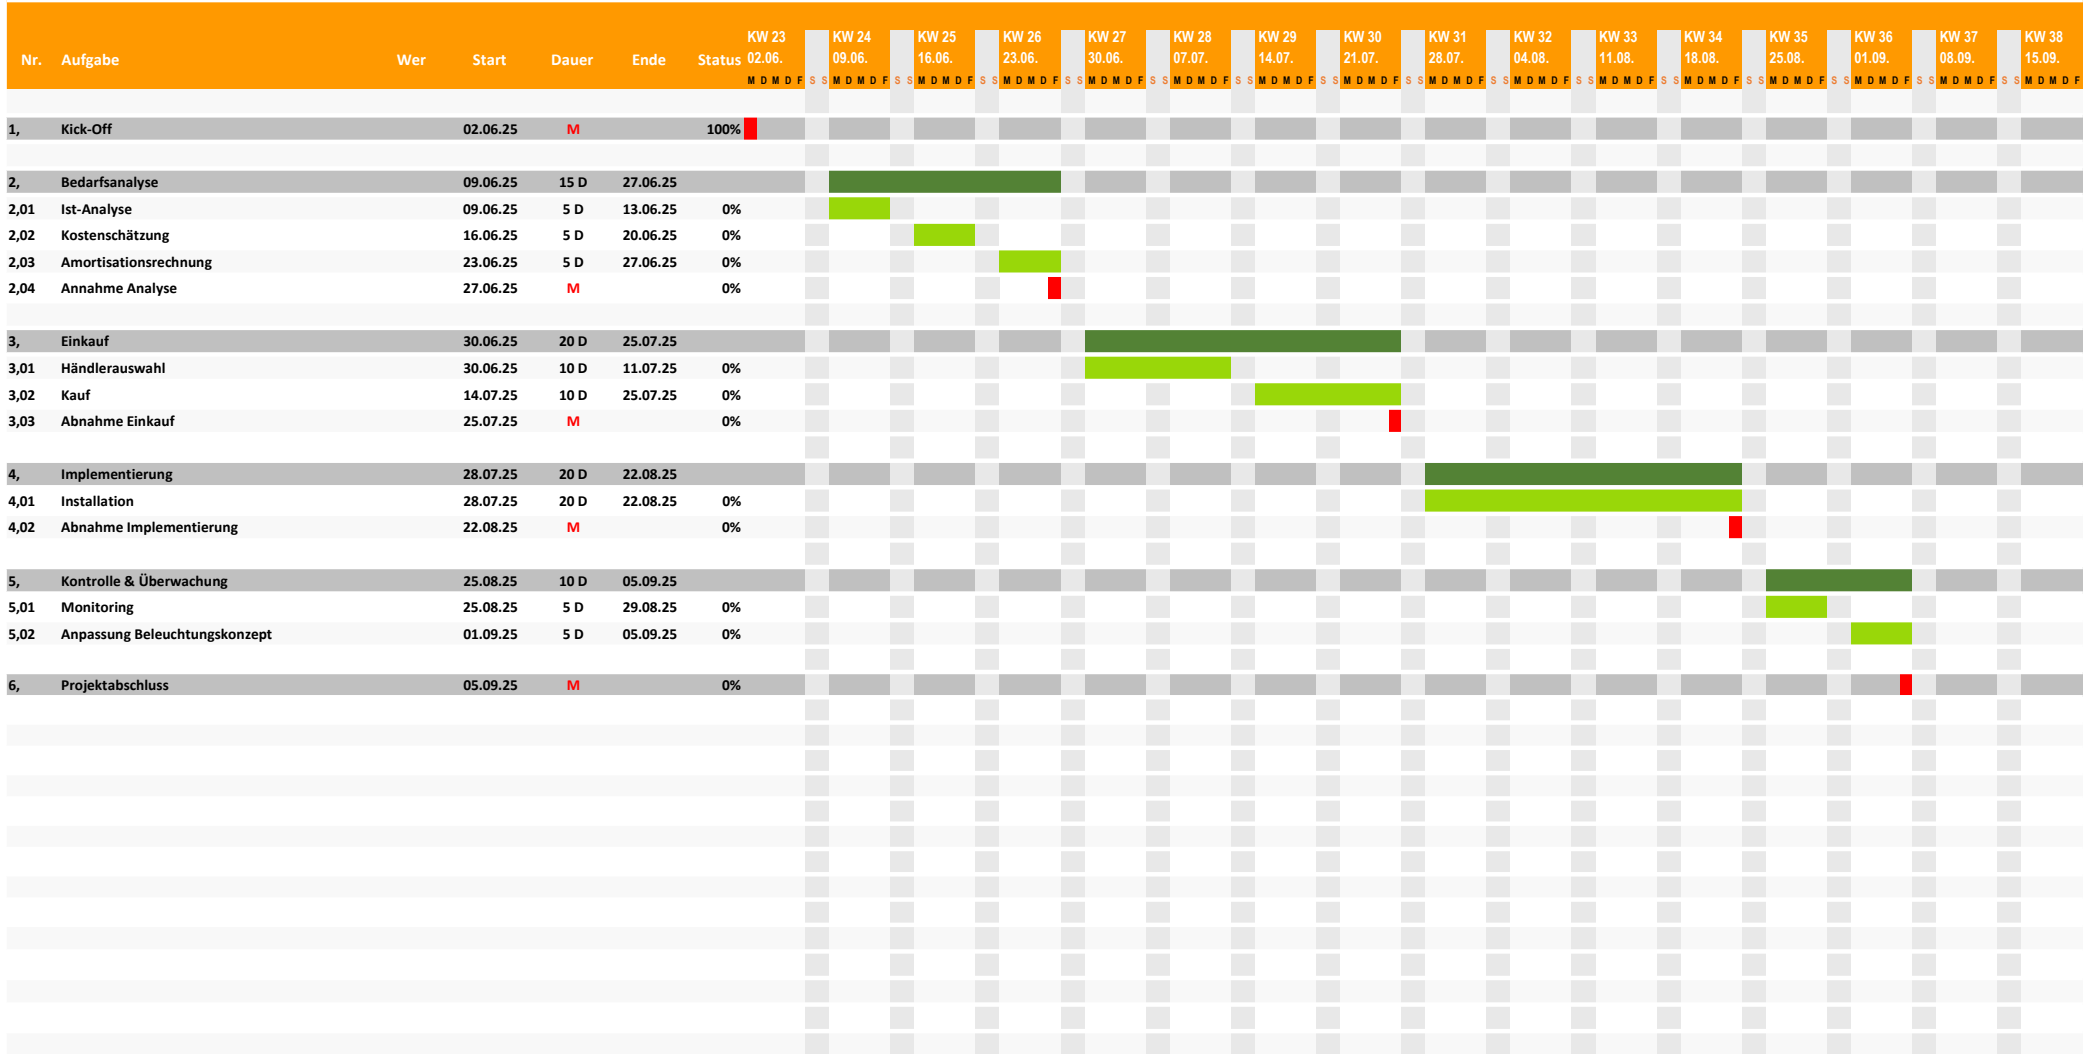 KW 23 KW 24 KW 25 KW 26 KW 27 KW 28 KW 29 KW 30 KW 31 KW 32 KW 33 KW 34 KW 35 KW 36 KW 37 KW 38
Nr. Aufgabe Wer Start Dauer Ende Status 02.06. 09.06. 16.06. 23.06. 30.06. 07.07. 14.07. 21.07. 28.07. 04.08. 11.08. 18.08. 25.08. 01.09. 08.09. 15.09.
M D M D F S S M D M D F S S M D M D F S S M D M D F S S M D M D F S S M D M D F S S M D M D F S S M D M D F S S M D M D F S S M D M D F S S M D M D F S S M D M D F S S M D M D F S S M D M D F S S M D M D F S S M D M D F
1, Kick-Off 02.06.25 M 100%
2, Bedarfsanalyse 09.06.25 15 D 27.06.25
2,01 Ist-Analyse 09.06.25 5 D 13.06.25 0%
2,02 Kostenschätzung 16.06.25 5 D 20.06.25 0%
2,03 Amortisationsrechnung 23.06.25 5 D 27.06.25 0%
2,04 Annahme Analyse 27.06.25 M 0%
3, Einkauf 30.06.25 20 D 25.07.25
3,01 Händlerauswahl 30.06.25 10 D 11.07.25 0%
3,02 Kauf 14.07.25 10 D 25.07.25 0%
3,03 Abnahme Einkauf 25.07.25 M 0%
4, Implementierung 28.07.25 20 D 22.08.25
4,01 Installation 28.07.25 20 D 22.08.25 0%
4,02 Abnahme Implementierung 22.08.25 M 0%
5, Kontrolle & Überwachung 25.08.25 10 D 05.09.25
5,01 Monitoring 25.08.25 5 D 29.08.25 0%
5,02 Anpassung Beleuchtungskonzept 01.09.25 5 D 05.09.25 0%
6, Projektabschluss 05.09.25 M 0%